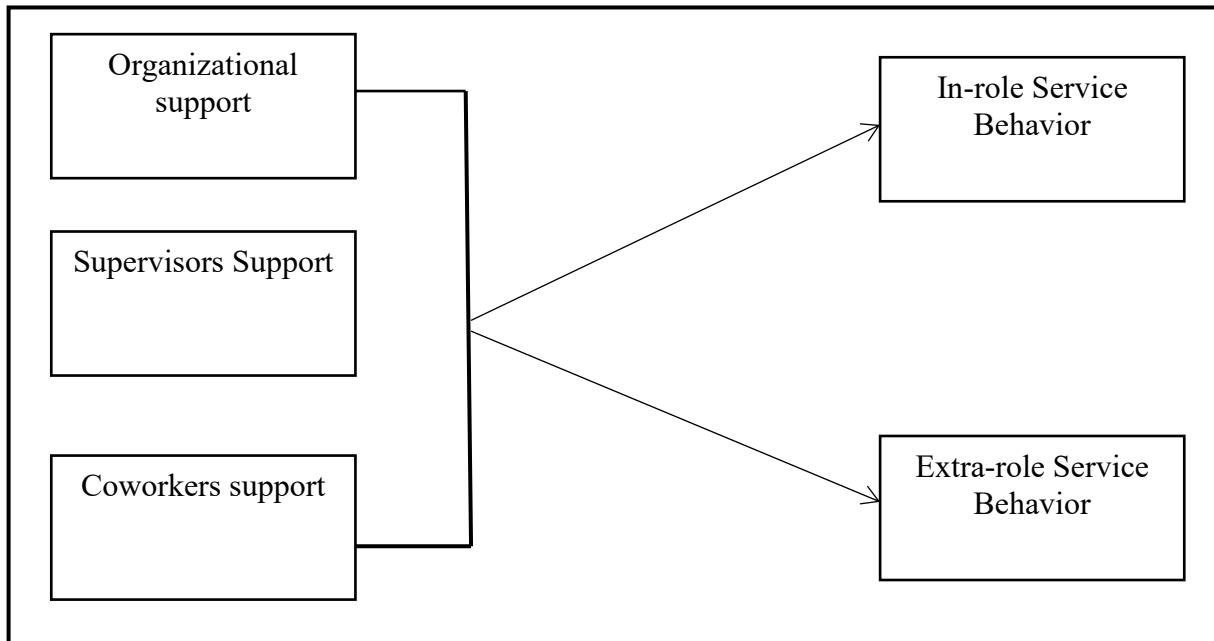 Organizational
support
Supervisors Support
Coworkers support
In-role Service
Behavior
Extra-role Service
Behavior